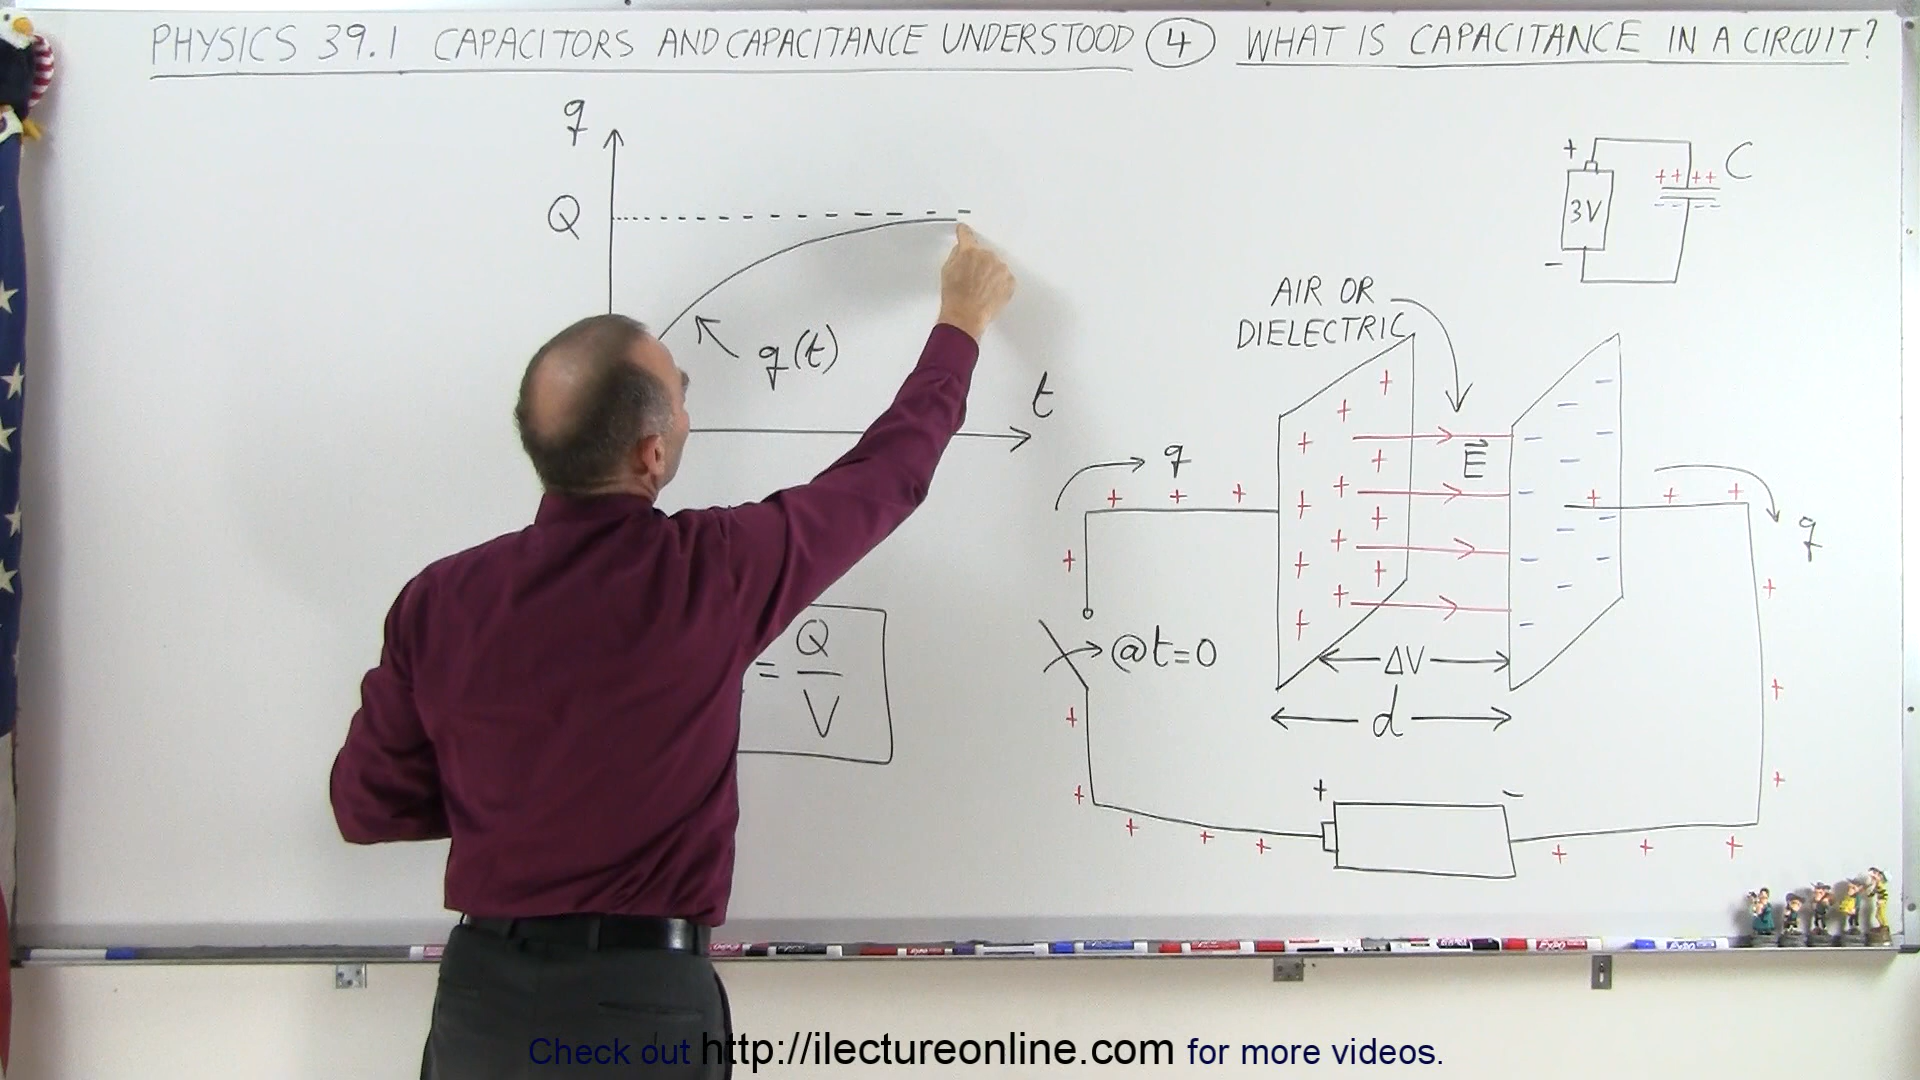 PHYSICS 39.1 CAPACITORS AND CAPACITANCE UNDERSTOOD 4 WHAT IS CAPACITANCE IN A CIRCUIT?
q
Q
q(t)
t
= Q
V
+
3V
-
+ + + +
C
AIR OR
DIELECTRIC
E
q
q
@t=0
ΔV
d
+
-
Check out http://ilectureonline.com for more videos.